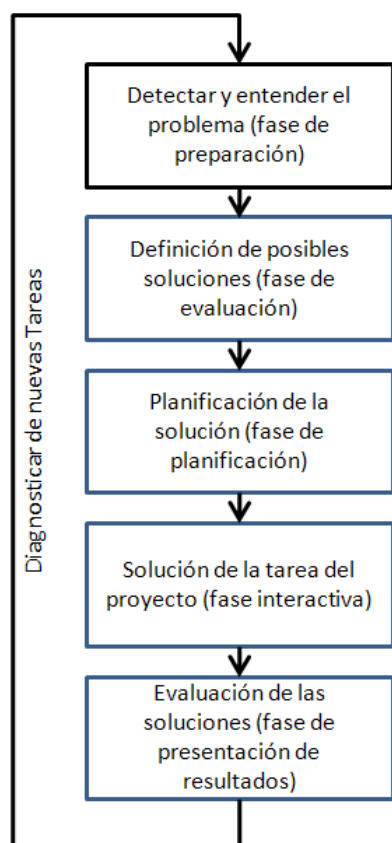 Detectar y entender el
problema (fase de
preparación)
Definición de posibles
soluciones (fase de
evaluación)
Planificación de la
solución (fase de
planificación)
Solución de la tarea del
proyecto (fase interactiva)
Evaluación de las
soluciones (fase de
presentación de
resultados)
Diagnosticar de nuevas Tareas